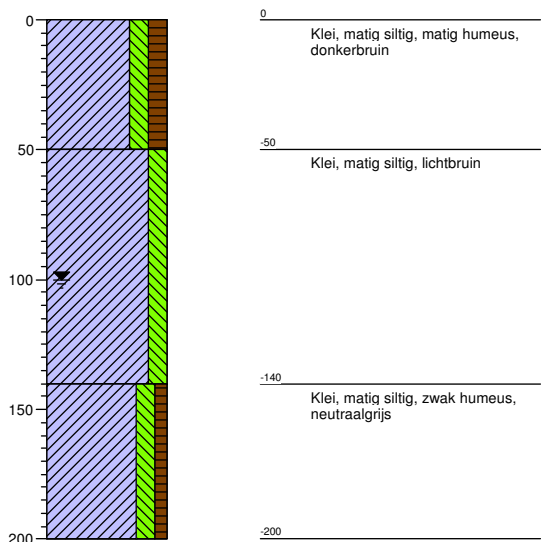 0
0
Klei, matig siltig, matig humeus,
donkerbruin
50
-50
Klei, matig siltig, lichtbruin
100
-140
Klei, matig siltig, zwak humeus,
neutraalgrijs
150
200
-200